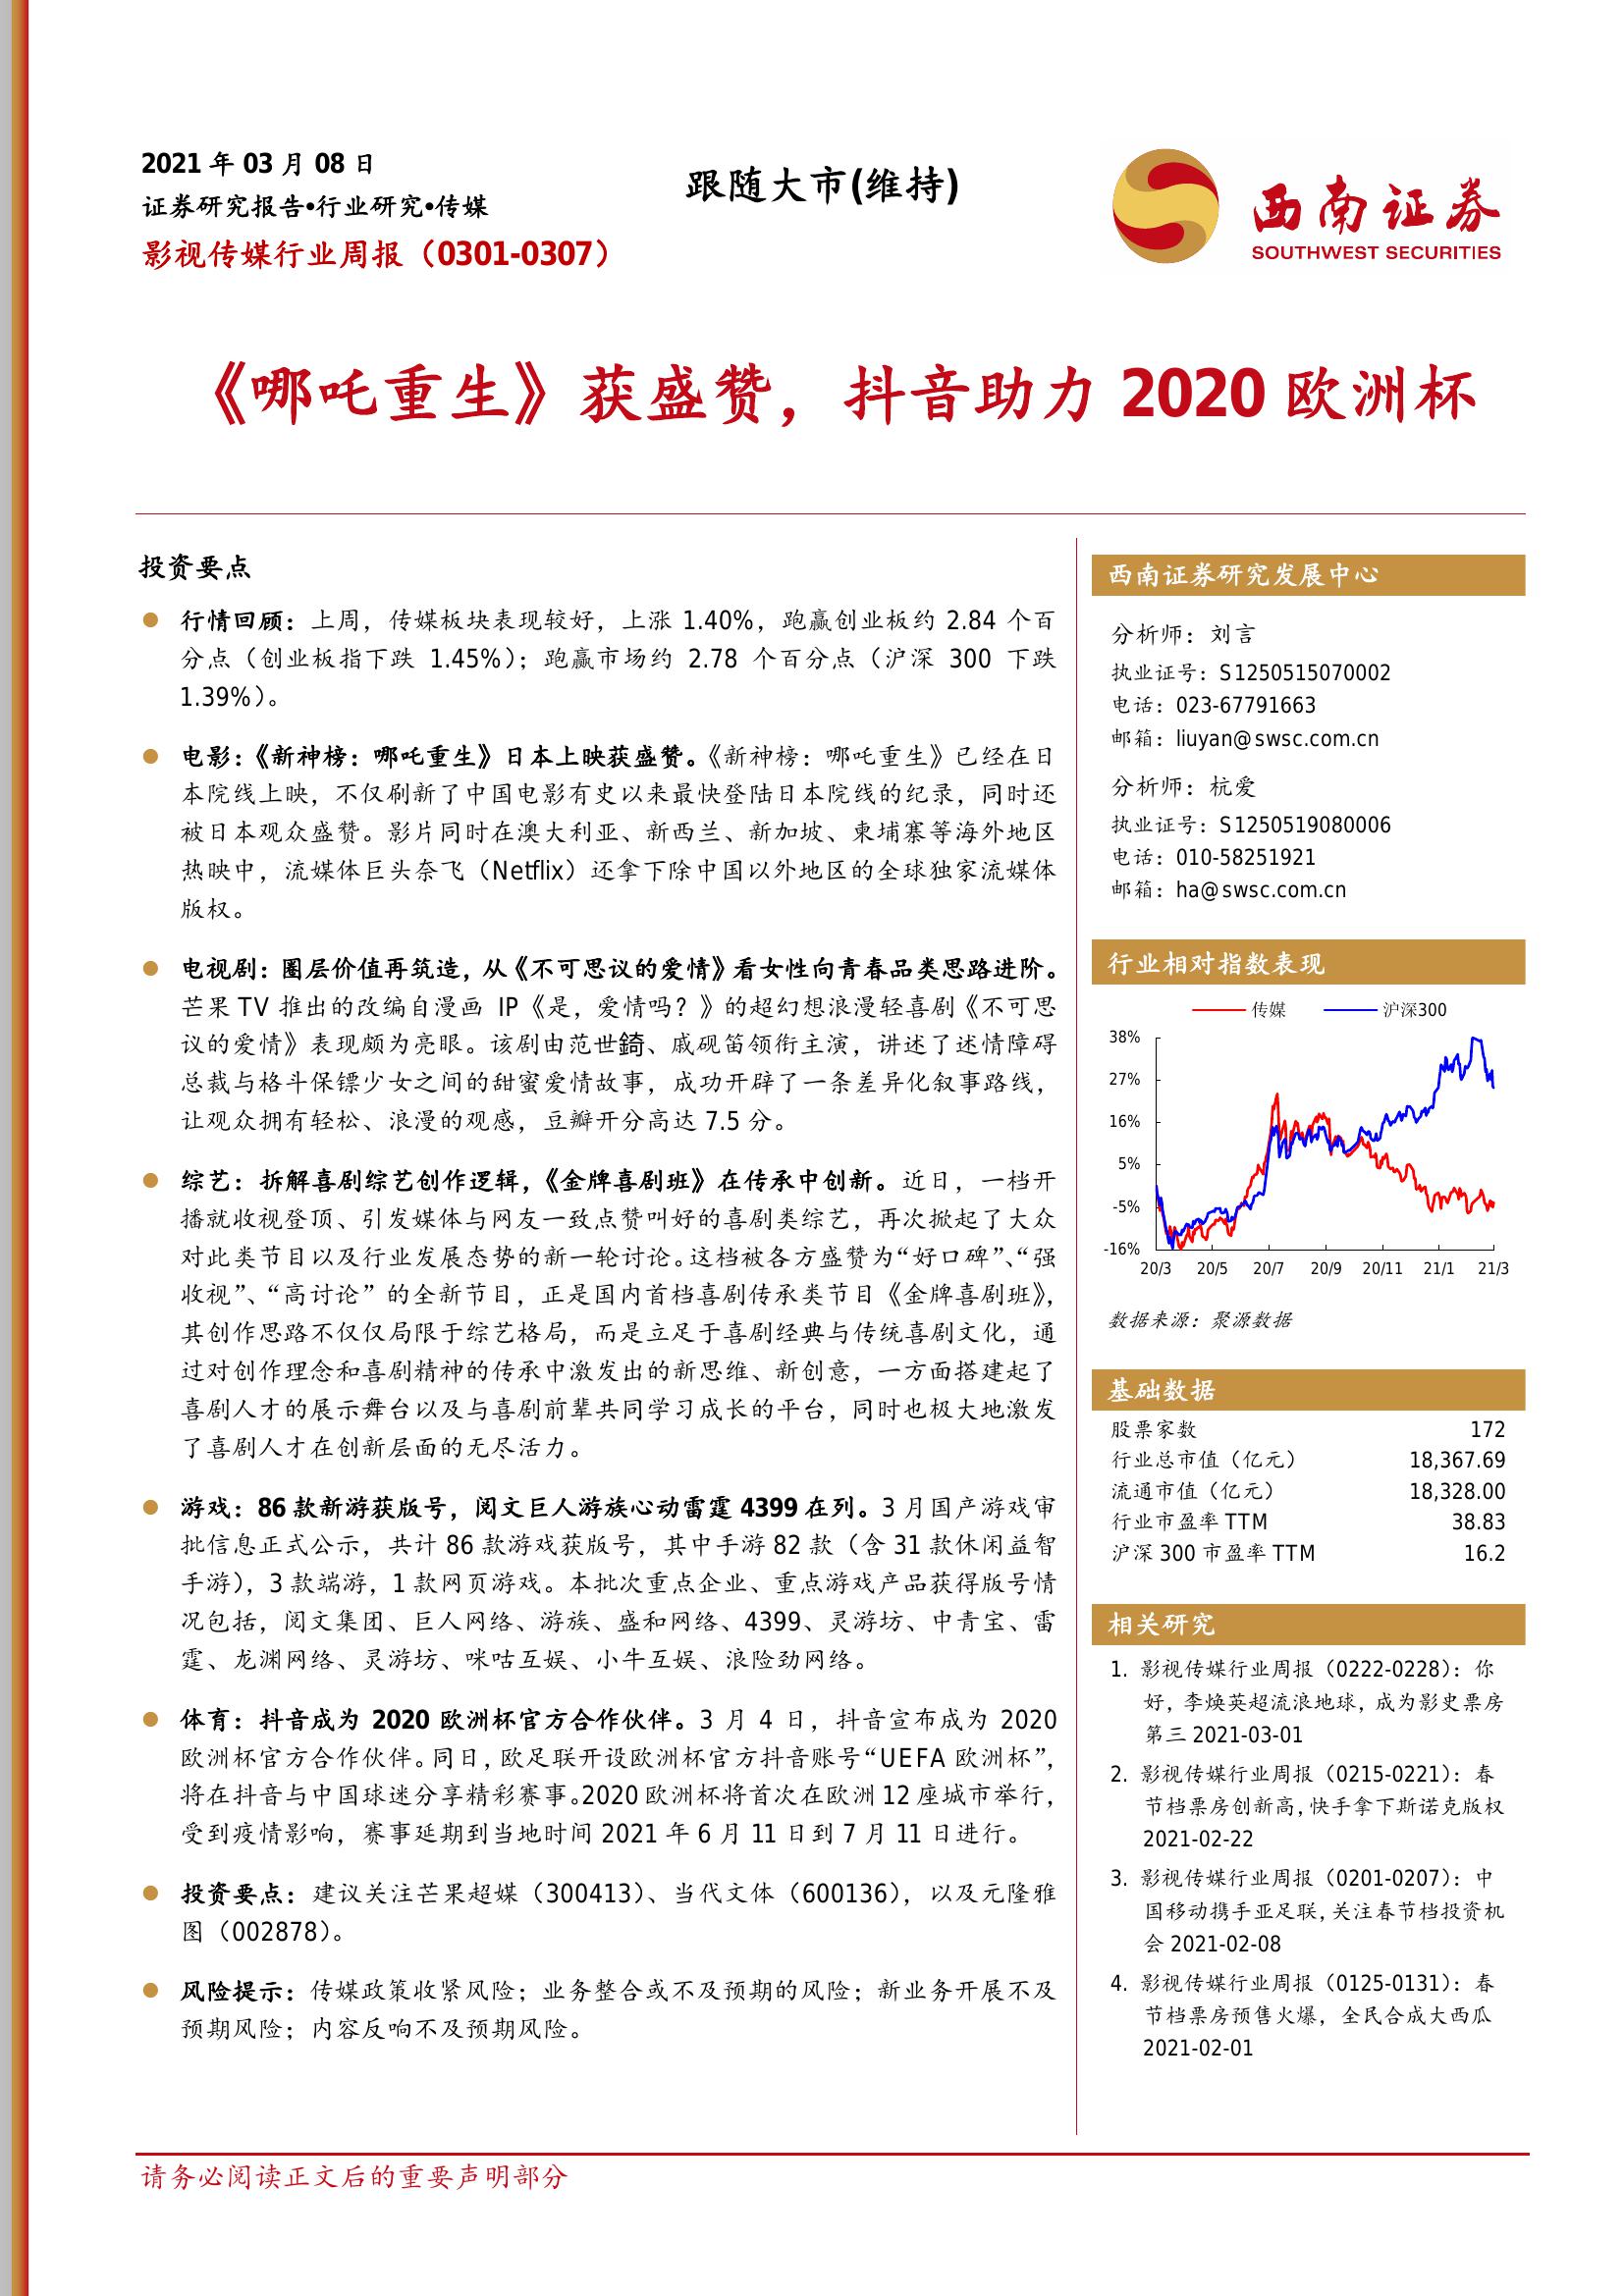 2021 年 03 月 08 日
证券研究报告•行业研究•传媒
影视传媒行业周报（0301-0307）
跟随大市(维持)
西南证券
SOUTHWEST SECURITIES
《哪吒重生》获盛赞，抖音助力 2020 欧洲杯
投资要点
行情回顾：上周，传媒板块表现较好，上涨 1.40%，跑赢创业板约 2.84 个百
分点（创业板指下跌 1.45%）；跑赢市场约 2.78 个百分点（沪深 300 下跌
1.39%）。
电影：《新神榜：哪吒重生》日本上映获盛赞。《新神榜：哪吒重生》已经在日
本院线上映，不仅刷新了中国电影有史以来最快登陆日本院线的纪录，同时还
被日本观众盛赞。影片同时在澳大利亚、新西兰、新加坡、柬埔寨等海外地区
热映中，流媒体巨头奈飞（Netflix）还拿下除中国以外地区的全球独家流媒体
版权。
电视剧：圈层价值再筑造，从《不可思议的爱情》看女性向青春品类思路进阶。
芒果 TV 推出的改编自漫画 IP《是，爱情吗？》的超幻想浪漫轻喜剧《不可思
议的爱情》表现颇为亮眼。该剧由范世錡、戚砚笛领衔主演，讲述了述情障碍
总裁与格斗保镖少女之间的甜蜜爱情故事，成功开辟了一条差异化叙事路线，
让观众拥有轻松、浪漫的观感，豆瓣开分高达 7.5 分。
综艺：拆解喜剧综艺创作逻辑，《金牌喜剧班》在传承中创新。近日，一档开
播就收视登顶、引发媒体与网友一致点赞叫好的喜剧类综艺，再次掀起了大众
对此类节目以及行业发展态势的新一轮讨论。这档被各方盛赞为“好口碑”、“强
收视”、“高讨论”的全新节目，正是国内首档喜剧传承类节目《金牌喜剧班》，
其创作思路不仅仅局限于综艺格局，而是立足于喜剧经典与传统喜剧文化，通
过对创作理念和喜剧精神的传承中激发出的新思维、新创意，一方面搭建起了
喜剧人才的展示舞台以及与喜剧前辈共同学习成长的平台，同时也极大地激发
了喜剧人才在创新层面的无尽活力。
游戏：86 款新游获版号，阅文巨人游族心动雷霆 4399 在列。3 月国产游戏审
批信息正式公示，共计 86 款游戏获版号，其中手游 82 款（含 31 款休闲益智
手游），3 款端游，1 款网页游戏。本批次重点企业、重点游戏产品获得版号情
况包括，阅文集团、巨人网络、游族、盛和网络、4399、灵游坊、中青宝、雷
霆、龙渊网络、灵游坊、咪咕互娱、小牛互娱、浪险劲网络。
体育：抖音成为 2020 欧洲杯官方合作伙伴。3 月 4 日，抖音宣布成为 2020
欧洲杯官方合作伙伴。同日，欧足联开设欧洲杯官方抖音账号“UEFA 欧洲杯”，
将在抖音与中国球迷分享精彩赛事。2020 欧洲杯将首次在欧洲 12 座城市举行，
受到疫情影响，赛事延期到当地时间 2021 年 6 月 11 日到 7 月 11 日进行。
投资要点：建议关注芒果超媒（300413）、当代文体（600136），以及元隆雅
图（002878）。
风险提示：传媒政策收紧风险；业务整合或不及预期的风险；新业务开展不及
预期风险；内容反响不及预期风险。
西南证券研究发展中心
分析师：刘言
执业证号：S1250515070002
电话：023-67791663
邮箱：liuyan@swsc.com.cn
分析师：杭爱
执业证号：S1250519080006
电话：010-58251921
邮箱：ha@swsc.com.cn
行业相对指数表现
传媒 沪深300
38%
27%
16%
5%
-5%
-16%
20/3 20/5 20/7 20/9 20/11 21/1 21/3
数据来源：聚源数据
基础数据
股票家数 172
行业总市值（亿元） 18,367.69
流通市值（亿元） 18,328.00
行业市盈率 TTM 38.83
沪深 300 市盈率 TTM 16.2
相关研究
1. 影视传媒行业周报（0222-0228）：你
好，李焕英超流浪地球，成为影史票房
第三 2021-03-01
2. 影视传媒行业周报（0215-0221）：春
节档票房创新高，快手拿下斯诺克版权
2021-02-22
3. 影视传媒行业周报（0201-0207）：中
国移动携手亚足联，关注春节档投资机
会 2021-02-08
4. 影视传媒行业周报（0125-0131）：春
节档票房预售火爆，全民合成大西瓜
2021-02-01
请务必阅读正文后的重要声明部分